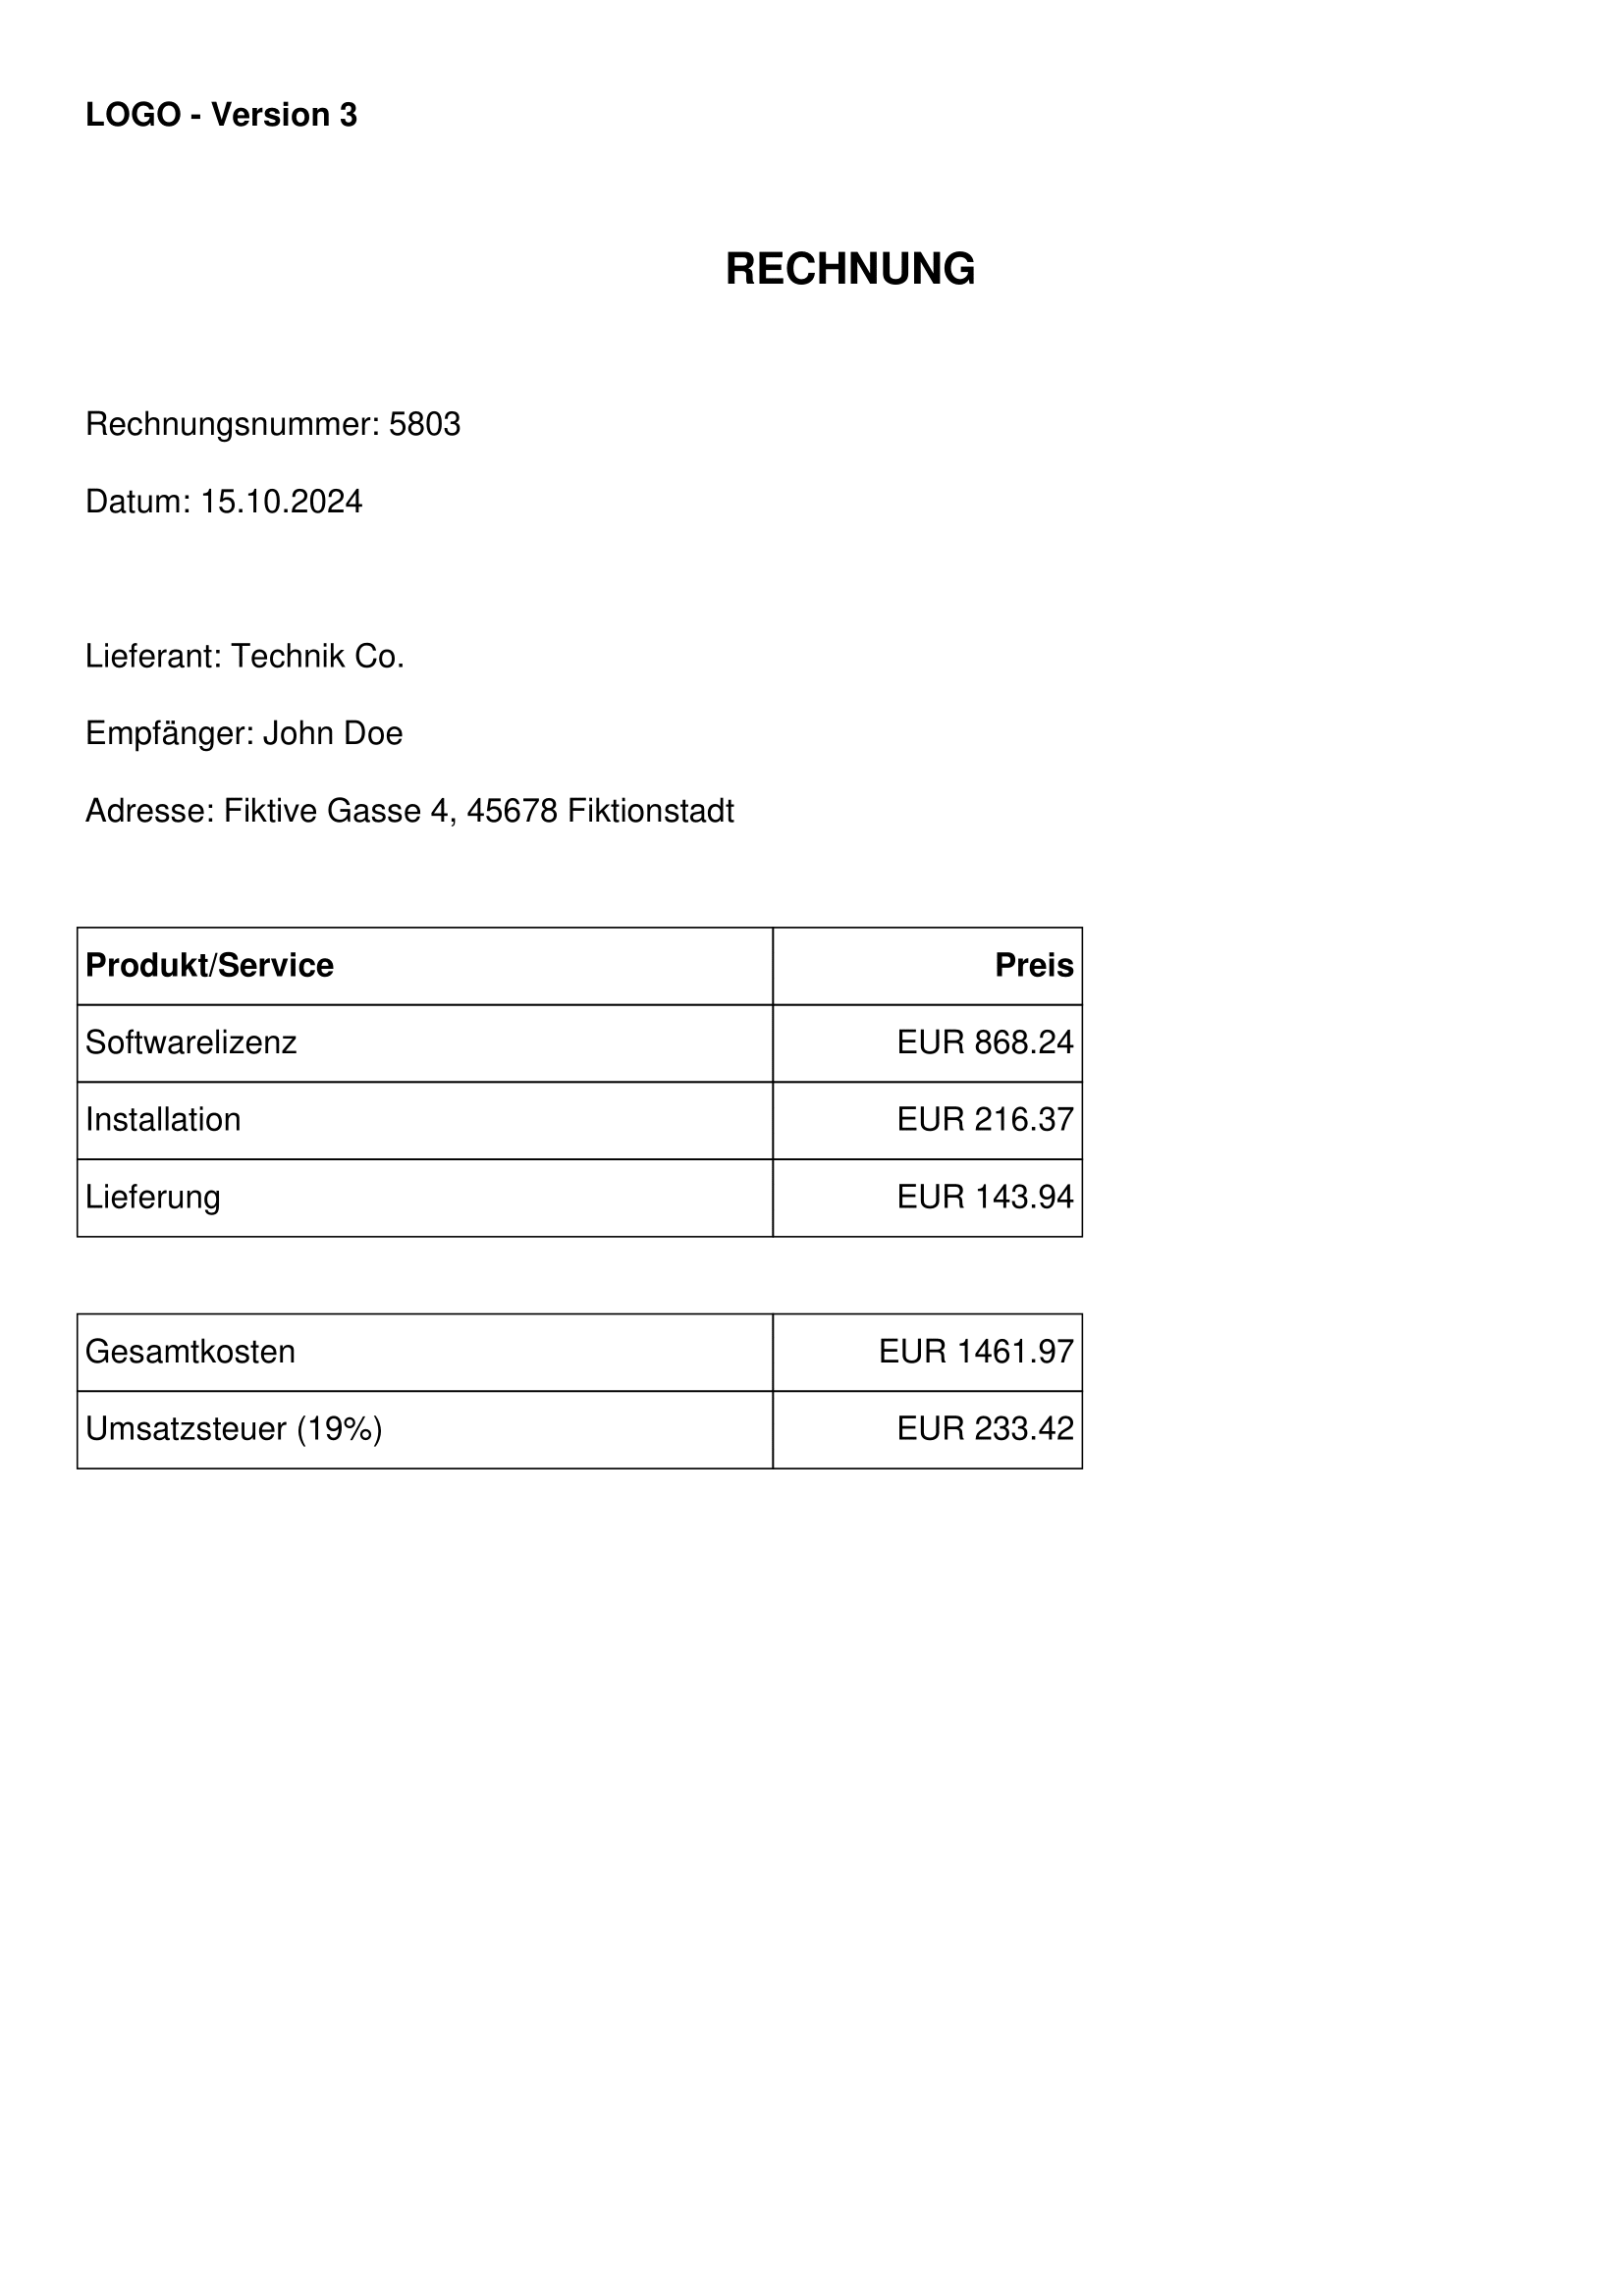 LOGO - Version 3
RECHNUNG
Rechnungsnummer: 5803
Datum: 15.10.2024
Lieferant: Technik Co.
Empfänger: John Doe
Adresse: Fiktive Gasse 4, 45678 Fiktionstadt
Produkt/Service Preis
Softwarelizenz EUR 868.24
Installation EUR 216.37
Lieferung EUR 143.94
Gesamtkosten EUR 1461.97
Umsatzsteuer (19%) EUR 233.42